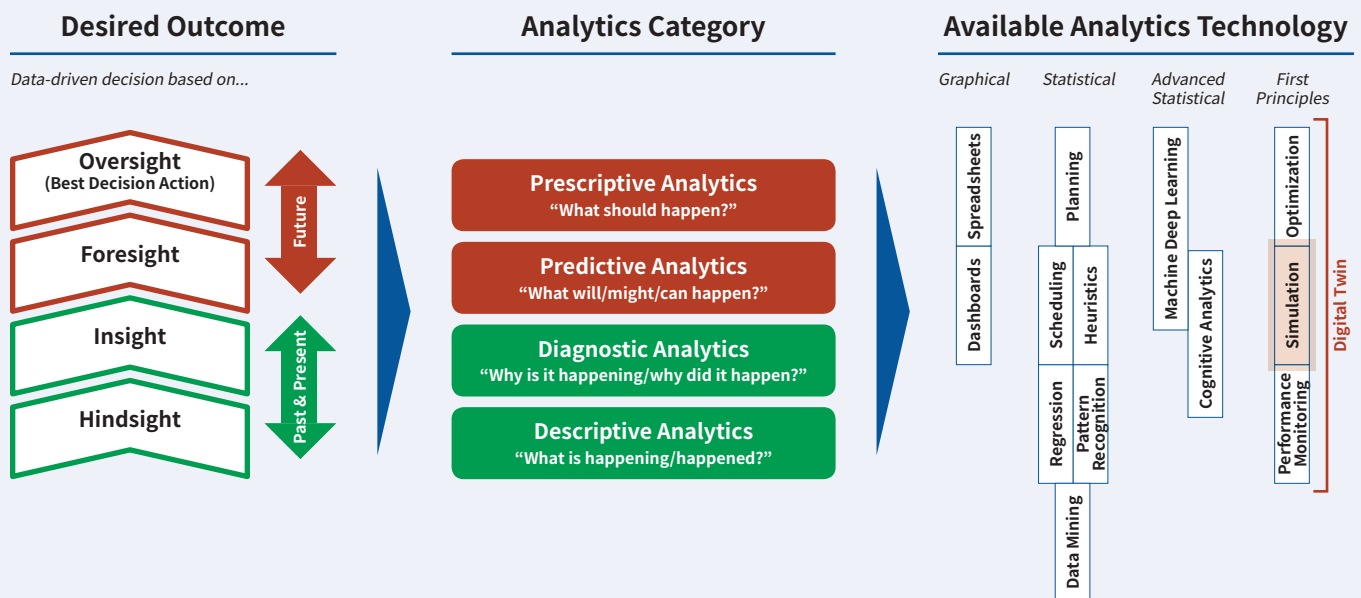 Desired Outcome
Data-driven decision based on...
Oversight
(Best Decision Action)
Foresight
Insight
Hindsight
Future
Past & Present
Analytics Category
Prescriptive Analytics
“What should happen?”
Predictive Analytics
“What will/might/can happen?”
Diagnostic Analytics
“Why is it happening/why did it happen?”
Descriptive Analytics
“What is happening/happened?”
Available Analytics Technology
Graphical
Statistical
Advanced
Statistical
First
Principles
Spreadsheets
Dashboards
Planning
Scheduling
Heuristics
Regression
Pattern
Recognition
Data Mining
Machine Deep Learning
Cognitive Analytics
Optimization
Simulation
Performance
Monitoring
Digital Twin